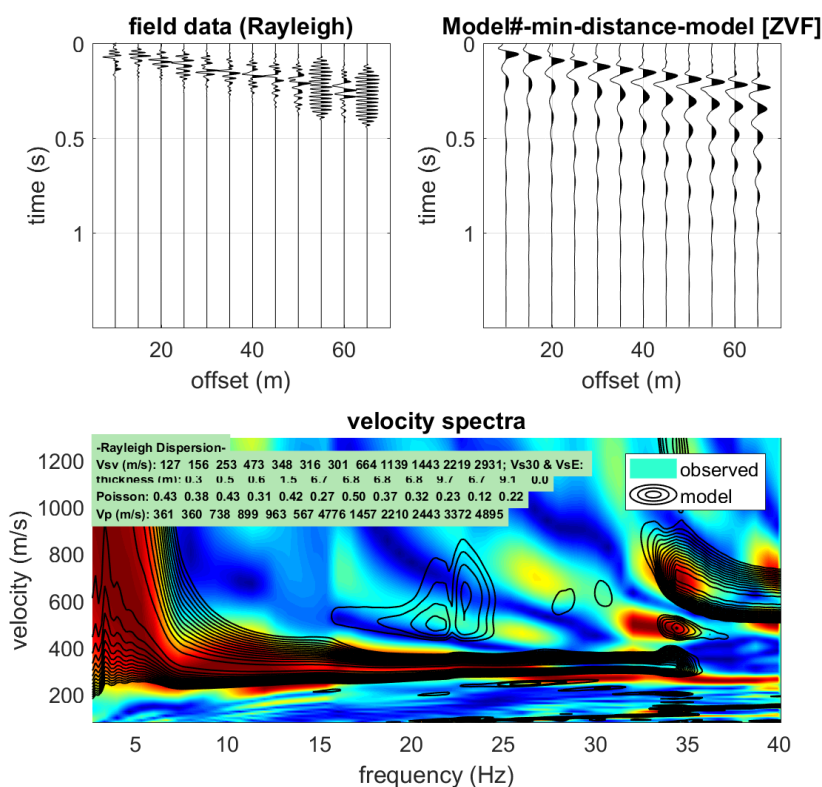 field data (Rayleigh)
Model#-min-distance-model [ZVF]
0
0.5
1
time (s)
20
40
60
offset (m)
0
0.5
1
time (s)
20
40
60
offset (m)
velocity spectra
-Rayleigh Dispersion-
Vsv (m/s): 127 156 253 473 348 316 301 664 1139 1443 2219 2931; Vs30 & VsE:
thickness (m): 0.3 0.5 0.6 1.5 6.7 6.8 6.8 6.8 9.7 6.7 9.1 0.0
Poisson: 0.43 0.38 0.43 0.31 0.42 0.27 0.50 0.37 0.32 0.23 0.12 0.22
Vp (m/s): 361 360 738 899 963 567 4776 1457 2210 2443 3372 4895
observed
model
1200
1000
800
600
400
200
velocity (m/s)
5
10
15
20
25
30
35
40
frequency (Hz)